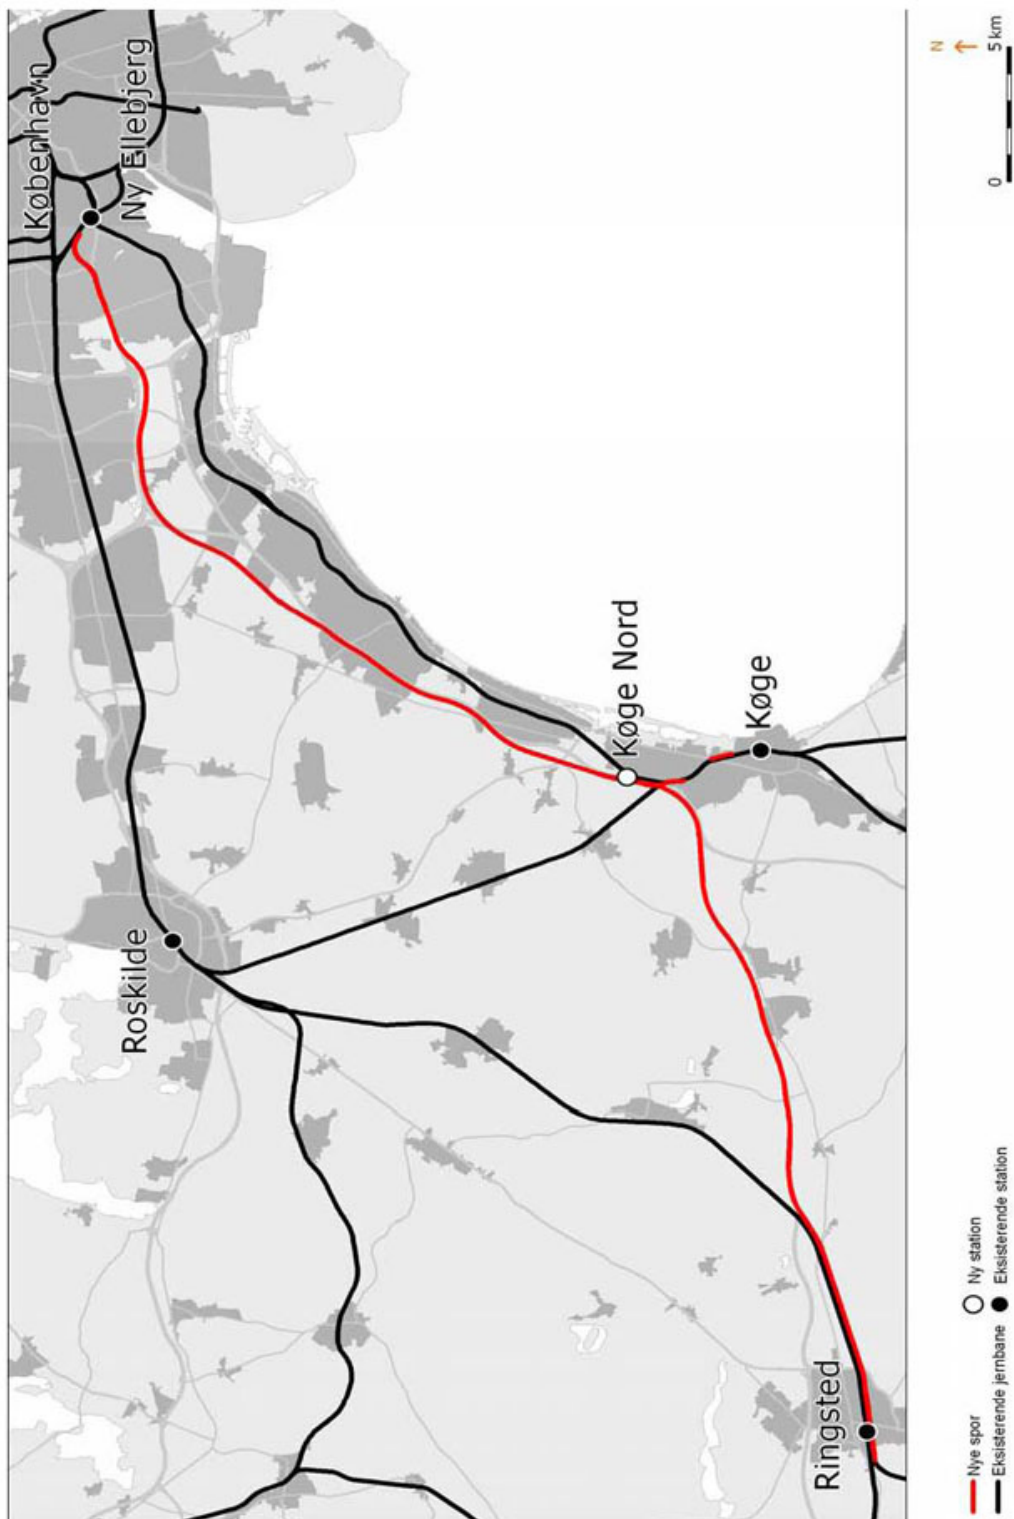 København
Ny Ellebjerg
Roskilde
Køge Nord
Køge
Ringsted
Nye spor
Eksisterende jernbane
Ny station
Eksisterende station
N
0
5 km